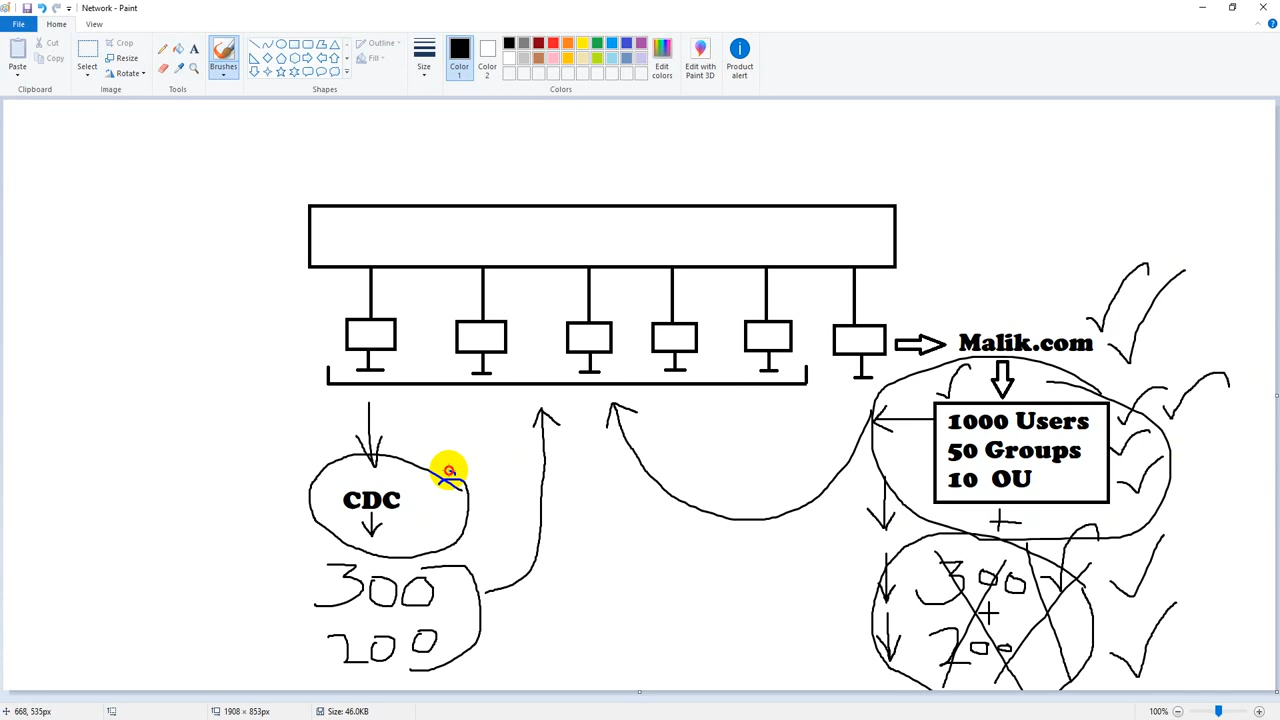 Network - Paint
File
Home
View
Paste
Cut
Copy
Clipboard
Select
Crop
Resize
Rotate
Image
Tools
Brushes
Outline
Fill
Shapes
Size
Color 1
Color 2
Edit colors
Colors
Edit with Paint 3D
Product alert
Malik.com
1000 Users
50 Groups
10 OU
+
300
+
200
CDC
300
200
668, 535px
1908 × 853px
Size: 46.0KB
100%